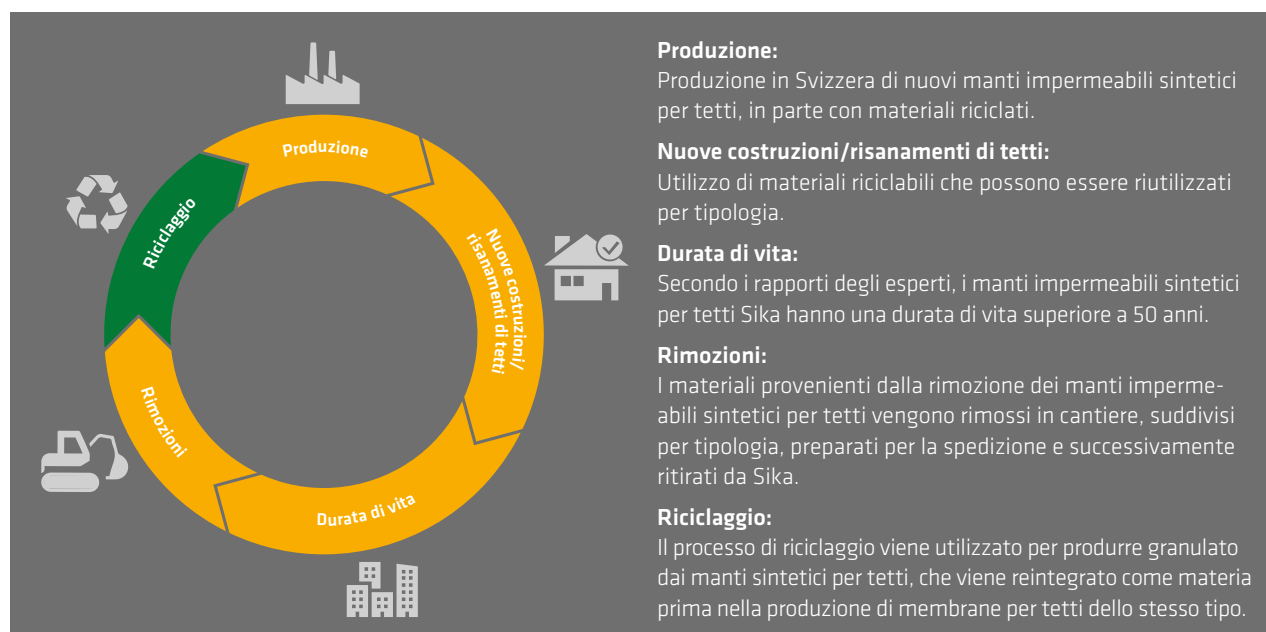 Produzione
Nuove costruzioni/
risanamenti di tetti
Durata di vita
Rimozioni
Riciclaggio
Produzione:
Produzione in Svizzera di nuovi manti impermeabili sintetici
per tetti, in parte con materiali riciclati.
Nuove costruzioni/risanamenti di tetti:
Utilizzo di materiali riciclabili che possono essere riutilizzati
per tipologia.
Durata di vita:
Secondo i rapporti degli esperti, i manti impermeabili sintetici
per tetti Sika hanno una durata di vita superiore a 50 anni.
Rimozioni:
I materiali provenienti dalla rimozione dei manti imperme-
abili sintetici per tetti vengono rimossi in cantiere, suddivisi
per tipologia, preparati per la spedizione e successivamente
ritirati da Sika.
Riciclaggio:
Il processo di riciclaggio viene utilizzato per produrre granulato
dai manti sintetici per tetti, che viene reintegrato come materia
prima nella produzione di membrane per tetti dello stesso tipo.